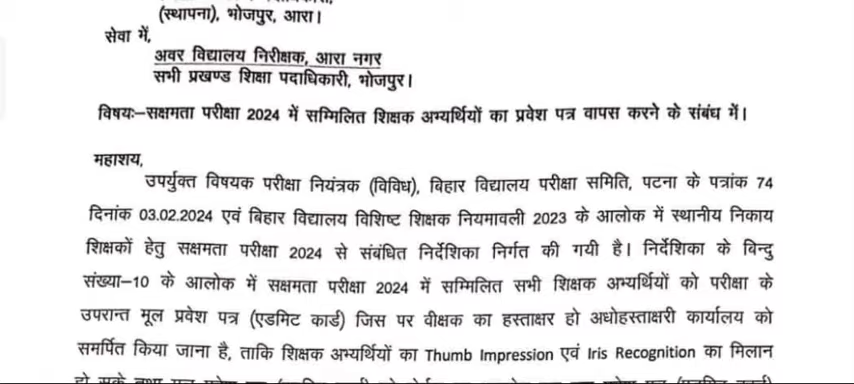 (स्थापना), भोजपुर, आरा।
सेवा में,
अवर विद्यालय निरीक्षक, आरा नगर
सभी प्रखण्ड शिक्षा पदाधिकारी, भोजपुर।
विषयः–सक्षमता परीक्षा 2024 में सम्मिलित शिक्षक अभ्यर्थियों का प्रवेश पत्र वापस करने के संबंध में।
महाशय,
उपर्युक्त विषयक परीक्षा नियंत्रक (विविध), बिहार विद्यालय परीक्षा समिति, पटना के पत्रांक 74
दिनांक 03.02.2024 एवं बिहार विद्यालय विशिष्ट शिक्षक नियमावली 2023 के आलोक में स्थानीय निकाय
शिक्षकों हेतु सक्षमता परीक्षा 2024 से संबंधित निर्देशिका निर्गत की गयी है। निर्देशिका के बिन्दु
संख्या–10 के आलोक में सक्षमता परीक्षा 2024 में सम्मिलित सभी शिक्षक अभ्यर्थियों को परीक्षा के
उपरान्त मूल प्रवेश पत्र (एडमिट कार्ड) जिस पर वीक्षक का हस्ताक्षर हो अधोहस्ताक्षरी कार्यालय को
समर्पित किया जाना है, ताकि शिक्षक अभ्यर्थियों का Thumb Impression एवं Iris Recognition का मिलान